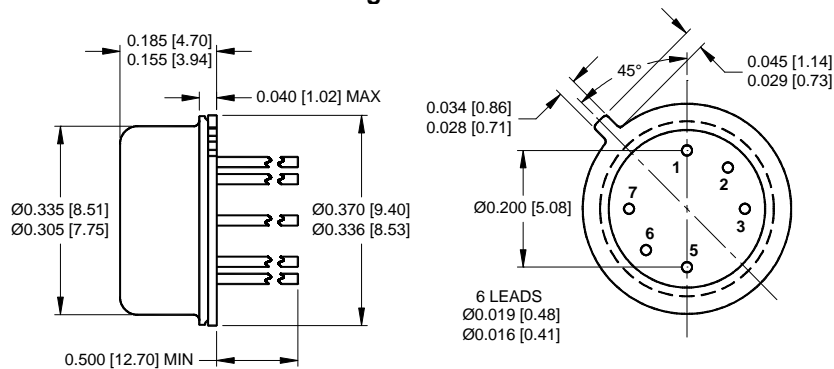 0.185 [4.70]
0.155 [3.94]
0.040 [1.02] MAX
Ø0.335 [8.51]
Ø0.305 [7.75]
Ø0.370 [9.40]
Ø0.336 [8.53]
0.500 [12.70] MIN
45°
0.045 [1.14]
0.029 [0.73]
0.034 [0.86]
0.028 [0.71]
Ø0.200 [5.08]
1
2
3
5
6
7
6 LEADS
Ø0.019 [0.48]
Ø0.016 [0.41]